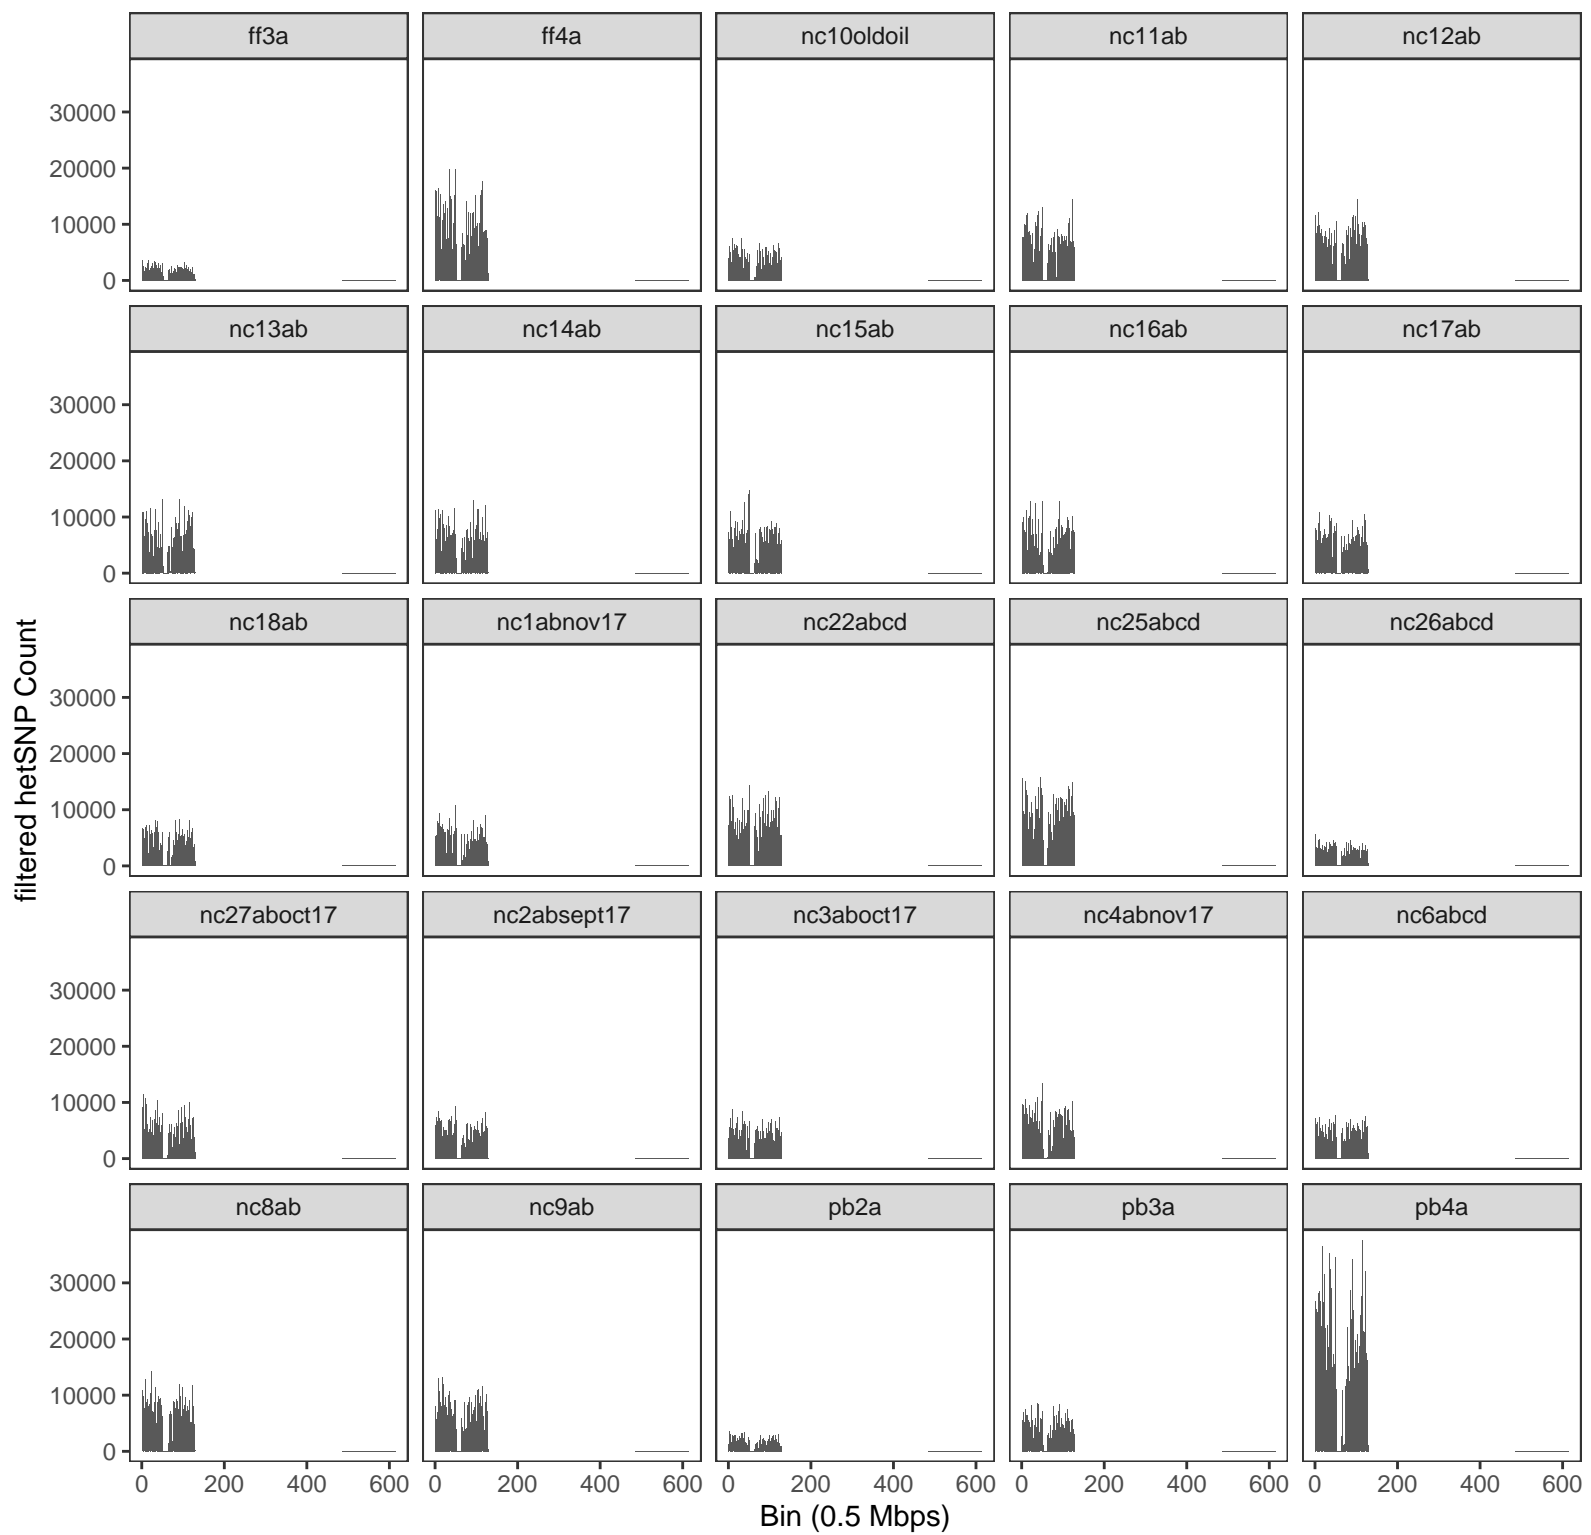 ff3a ff4a nc10oldoil nc11ab nc12ab
30000
20000
10000
0
nc13ab nc14ab nc15ab nc16ab nc17ab
30000
20000
10000
0
nc18ab nc1abnov17 nc22abcd nc25abcd nc26abcd
30000
20000
10000
0
filtered hetSNP Count
nc27aboct17 nc2absept17 nc3aboct17 nc4abnov17 nc6abcd
30000
20000
10000
0
nc8ab nc9ab pb2a pb3a pb4a
30000
20000
10000
0
0 200 400 600 0 200 400 600 0 200 400 600 0 200 400 600 0 200 400 600
Bin (0.5 Mbps)